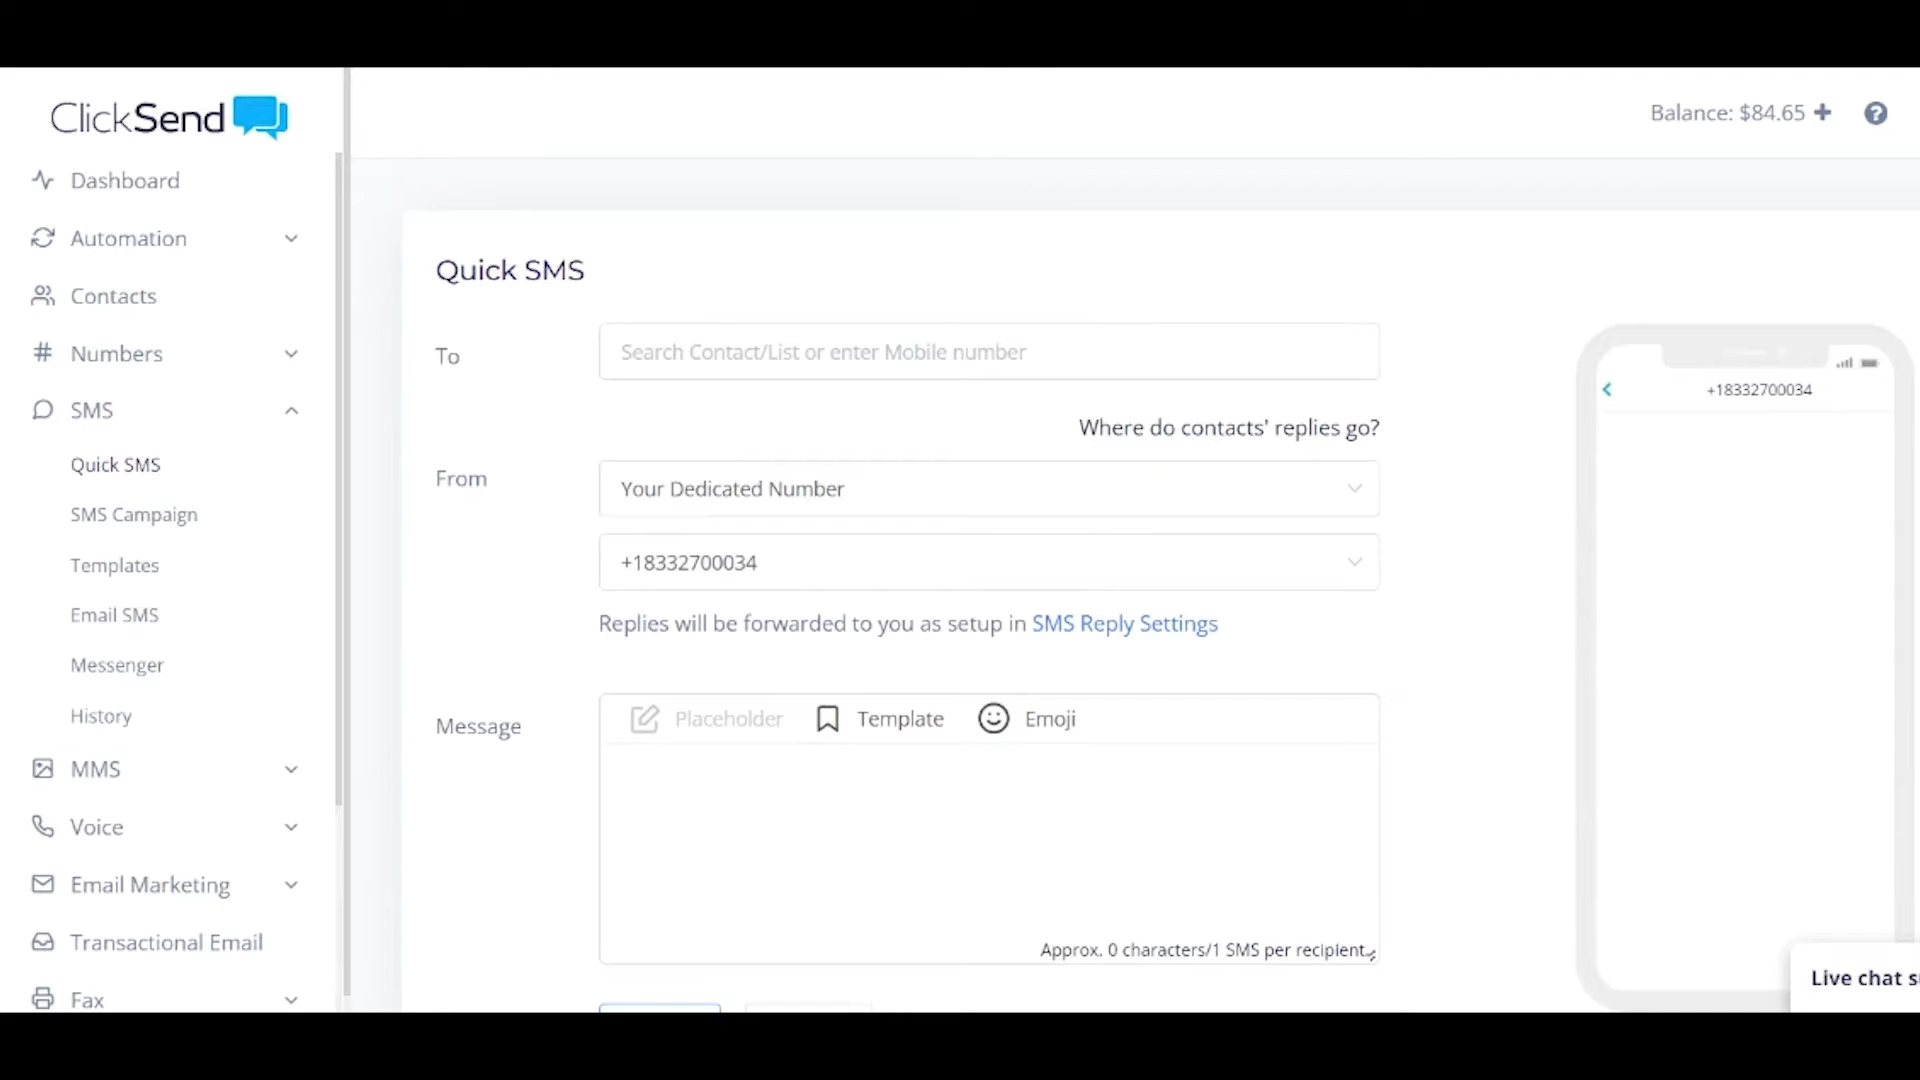 ClickSend
Balance: $84.65
Dashboard
Automation
Contacts
Numbers
SMS
Quick SMS
SMS Campaign
Templates
Email SMS
Messenger
History
MMS
Voice
Email Marketing
Transactional Email
Fax
Quick SMS
To
Search Contact/List or enter Mobile number
Where do contacts' replies go?
From
Your Dedicated Number
+18332700034
Replies will be forwarded to you as setup in SMS Reply Settings
Message
Placeholder Template Emoji
Approx. 0 characters/1 SMS per recipient
+18332700034
Live chat